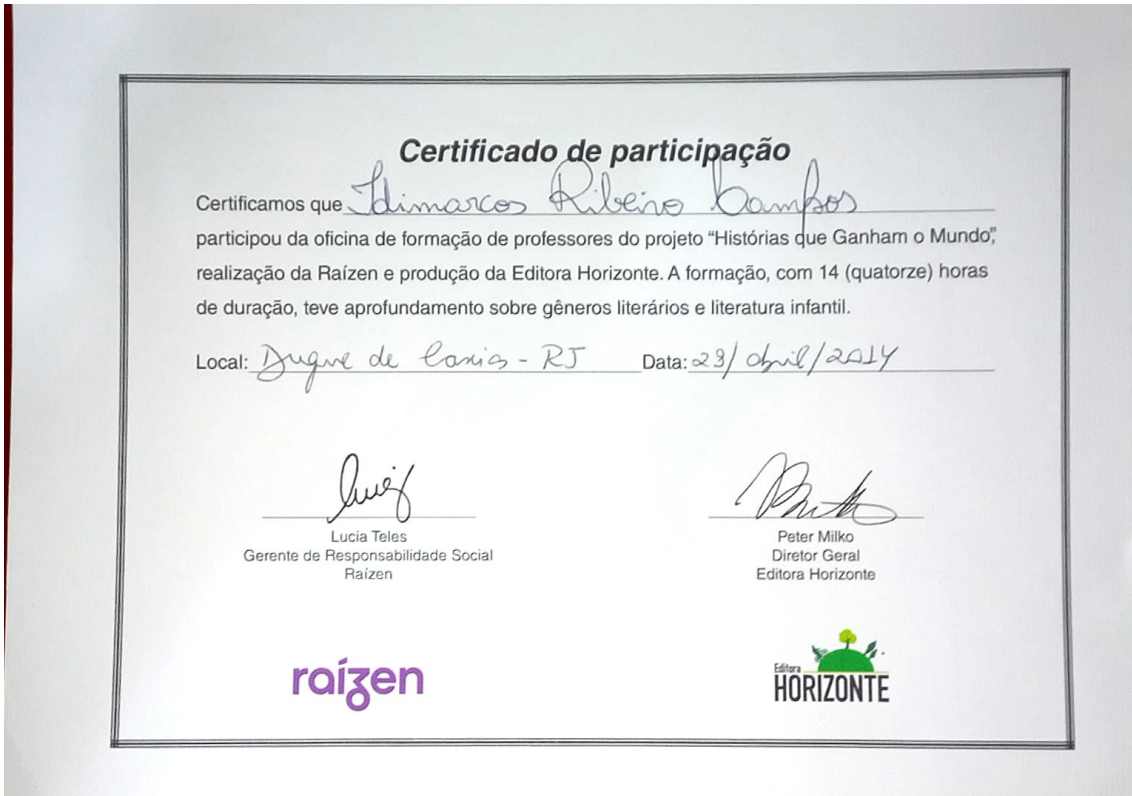 Certificado de participação
Certificamos que Idimarcos Ribeiro Campos
participou da oficina de formação de professores do projeto “Histórias que Ganham o Mundo”,
realização da Raízen e produção da Editora Horizonte. A formação, com 14 (quatorze) horas
de duração, teve aprofundamento sobre gêneros literários e literatura infantil.
Local: Duque de Caxias - RJ Data: 23/abril/2014
Lucia Teles
Gerente de Responsabilidade Social
Raízen
Peter Milko
Diretor Geral
Editora Horizonte
raízen
Editora
HORIZONTE